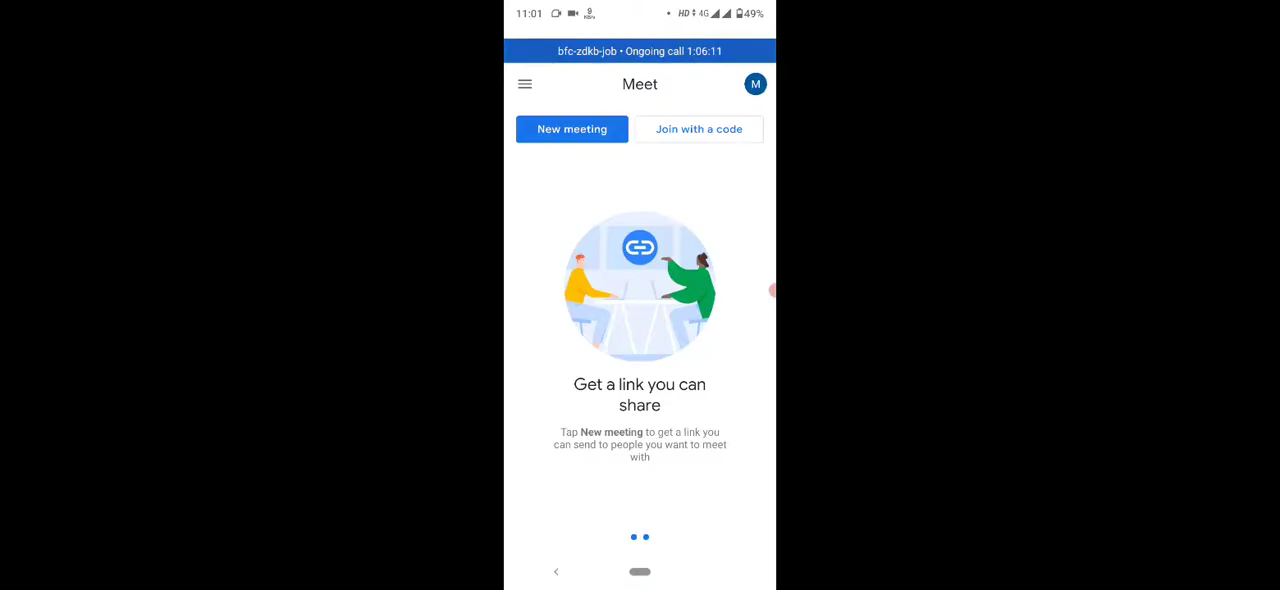 11:01 9 KB/s HD 4G 49%
bfc-zdkb-job • Ongoing call 1:06:11
Meet M
New meeting Join with a code
Get a link you can
share
Tap New meeting to get a link you
can send to people you want to meet
with